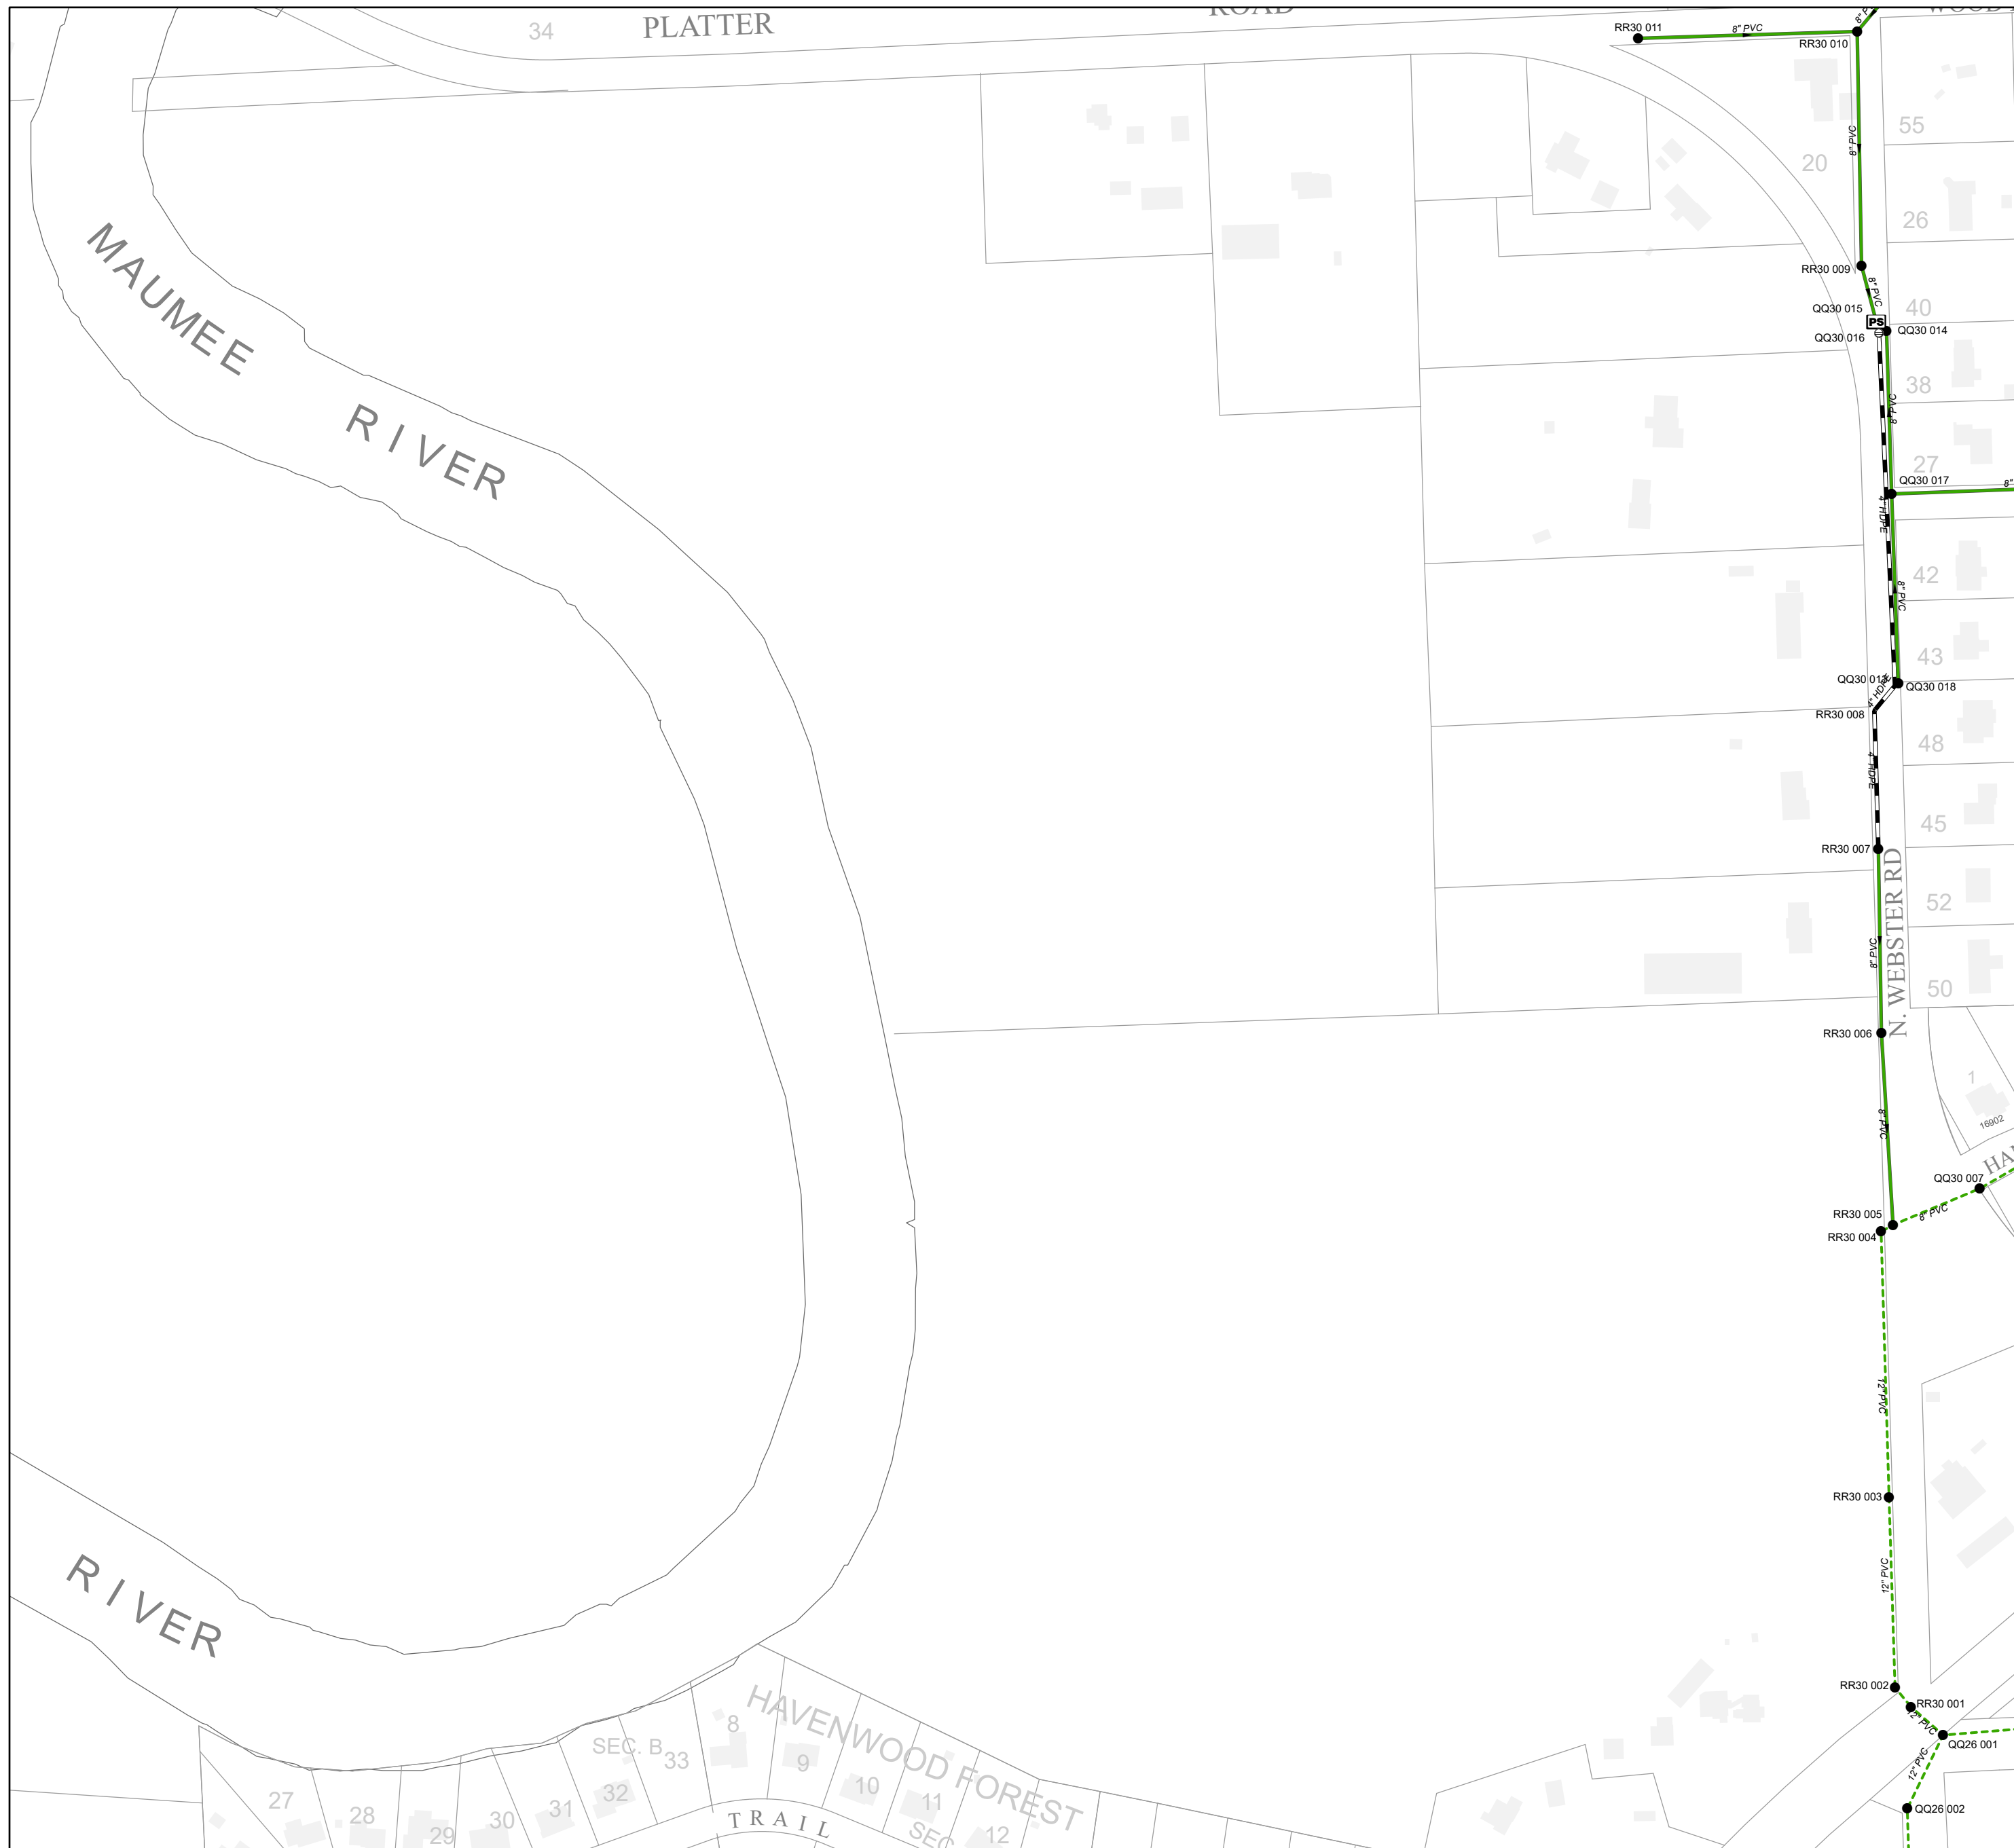 34
PLATTER
ROAD
RR30 011
8" PVC
RR30 010
8" PVC
20
55
26
RR30 009
8" PVC
QQ30 015
40
PS
QQ30 014
QQ30 016
38
8" PVC
27
QQ30 017
8"
4" HDPE
42
8" PVC
43
QQ30 018
4" HDPE
RR30 008
48
4" HDPE
45
RR30 007
N. WEBSTER RD
52
8" PVC
50
RR30 006
1
16902
8" PVC
QQ30 007
8" PVC
RR30 005
RR30 004
12" PVC
RR30 003
12" PVC
RR30 002
RR30 001
12" PVC
QQ26 001
12" PVC
QQ26 002
MAUMEE
RIVER
RIVER
HAVENWOOD FOREST
SEC. B
33
8
9
10
11
12
27
28
29
30
31
32
TRAIL
SEC